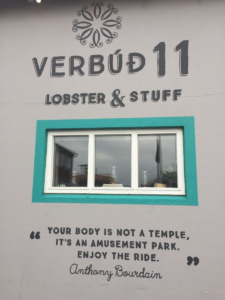 VERBÚÐ 11
LOBSTER & STUFF
“ YOUR BODY IS NOT A TEMPLE,
IT'S AN AMUSEMENT PARK.
ENJOY THE RIDE. ”
Anthony Bourdain